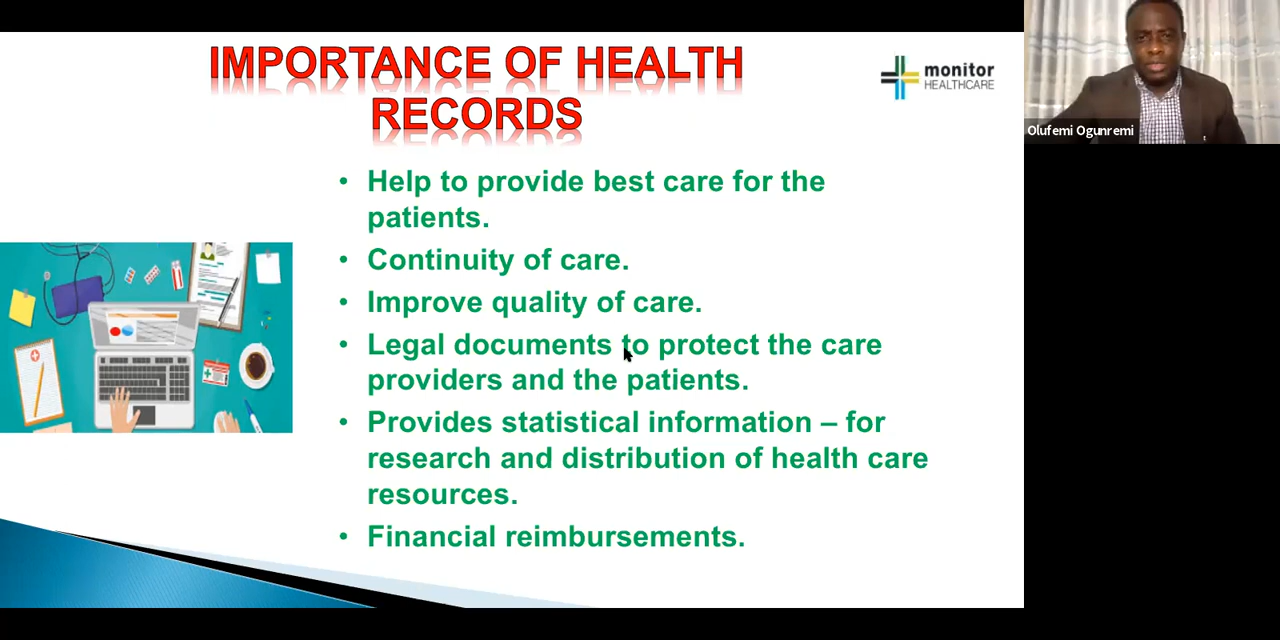 IMPORTANCE OF HEALTH
RECORDS
monitor
HEALTHCARE
Olufemi Ogunremi
• Help to provide best care for the
patients.
• Continuity of care.
• Improve quality of care.
• Legal documents to protect the care
providers and the patients.
• Provides statistical information – for
research and distribution of health care
resources.
• Financial reimbursements.